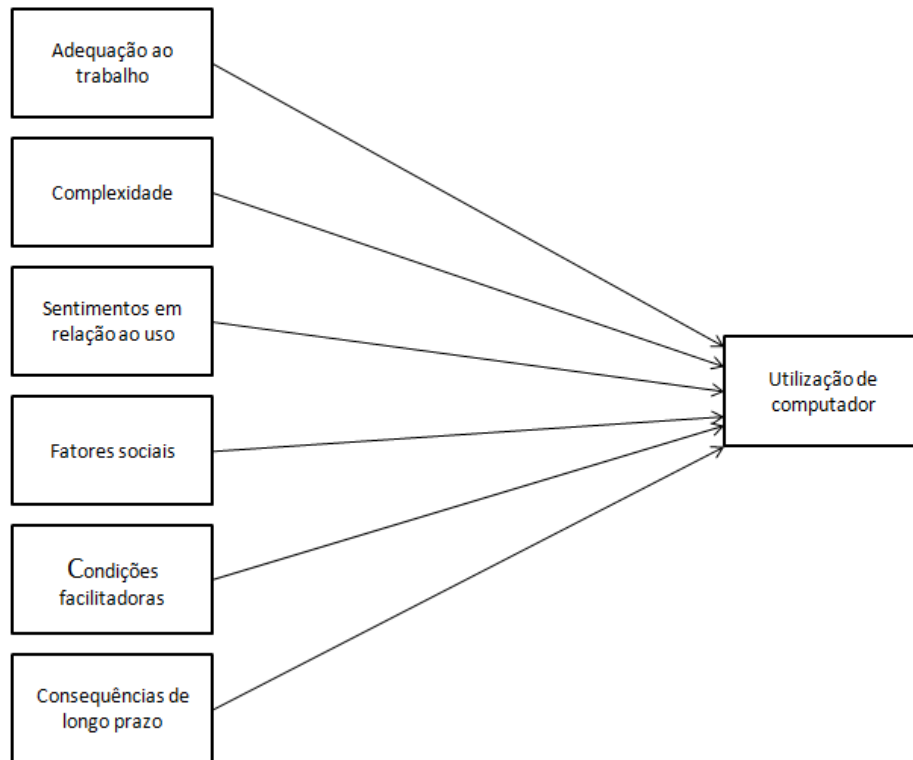 Adequação ao
trabalho
Complexidade
Sentimentos em
relação ao uso
Fatores sociais
Condições
facilitadoras
Consequências de
longo prazo
Utilização de
computador